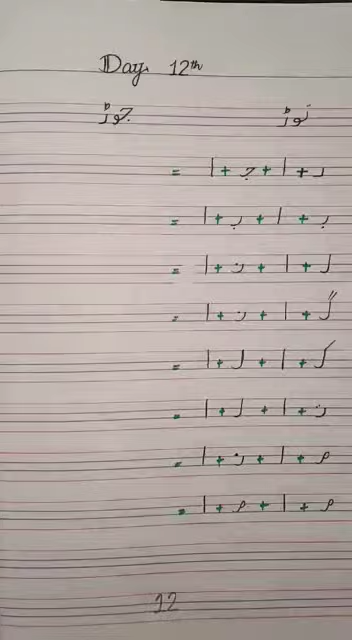 Day 12th
توڑ جوڑ
ر + ا + ج + ا =
ب + ا + ب + ا =
ل + ا + ن + ا =
گ + ا + ن + ا =
ک + ا + ل + ا =
ت + ا + ل + ا =
م + ا + ن + ا =
م + ا + م + ا =
12